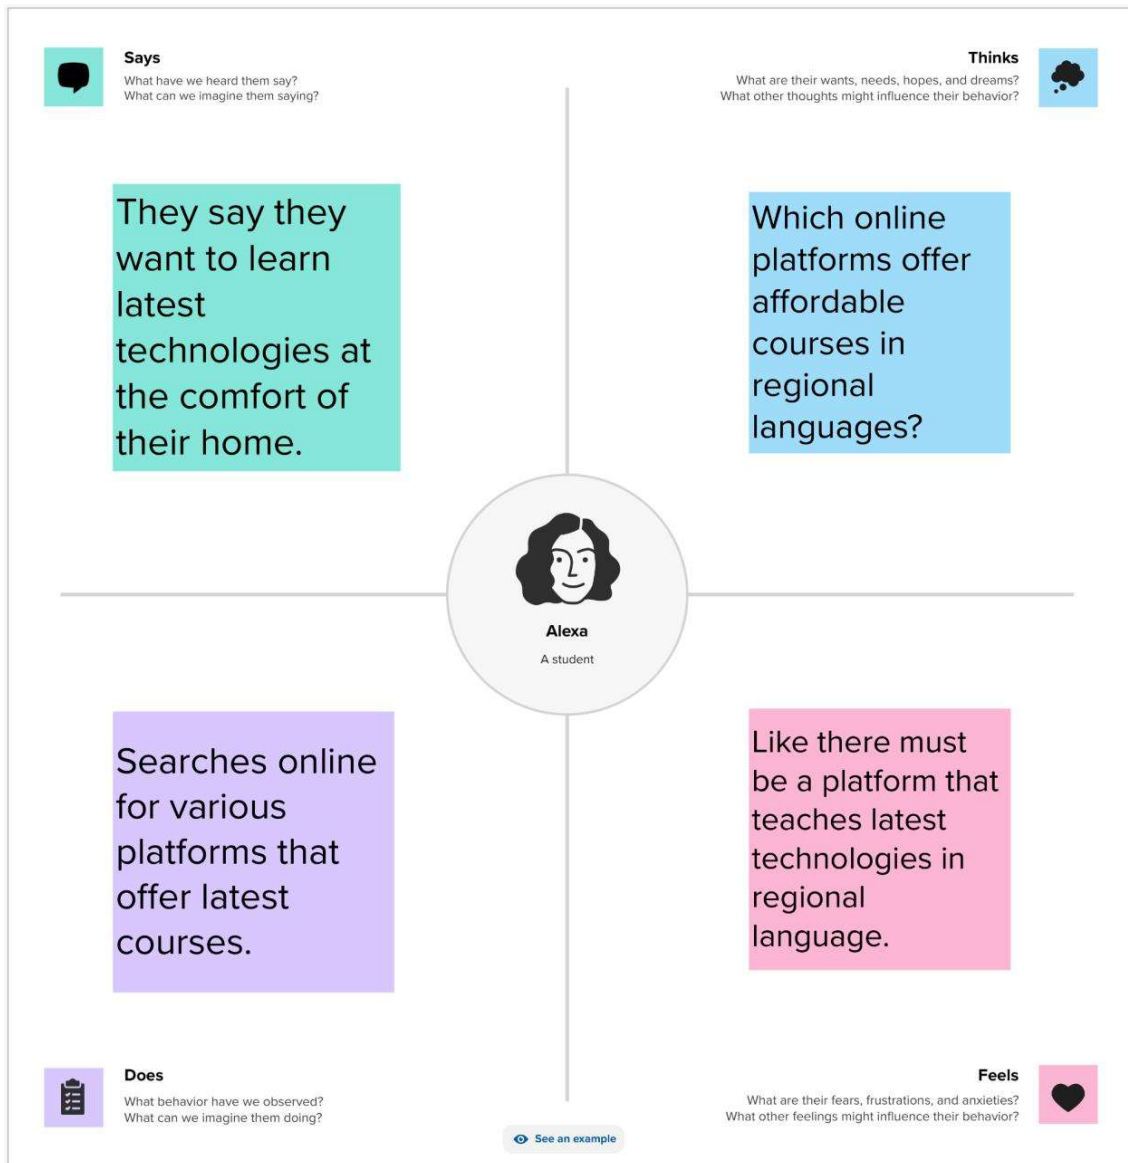 Says
What have we heard them say?
What can we imagine them saying?
Thinks
What are their wants, needs, hopes, and dreams?
What other thoughts might influence their behavior?
They say they
want to learn
latest
technologies at
the comfort of
their home.
Which online
platforms offer
affordable
courses in
regional
languages?
Alexa
A student
Searches online
for various
platforms that
offer latest
courses.
Like there must
be a platform that
teaches latest
technologies in
regional
language.
Does
What behavior have we observed?
What can we imagine them doing?
Feels
What are their fears, frustrations, and anxieties?
What other feelings might influence their behavior?
See an example